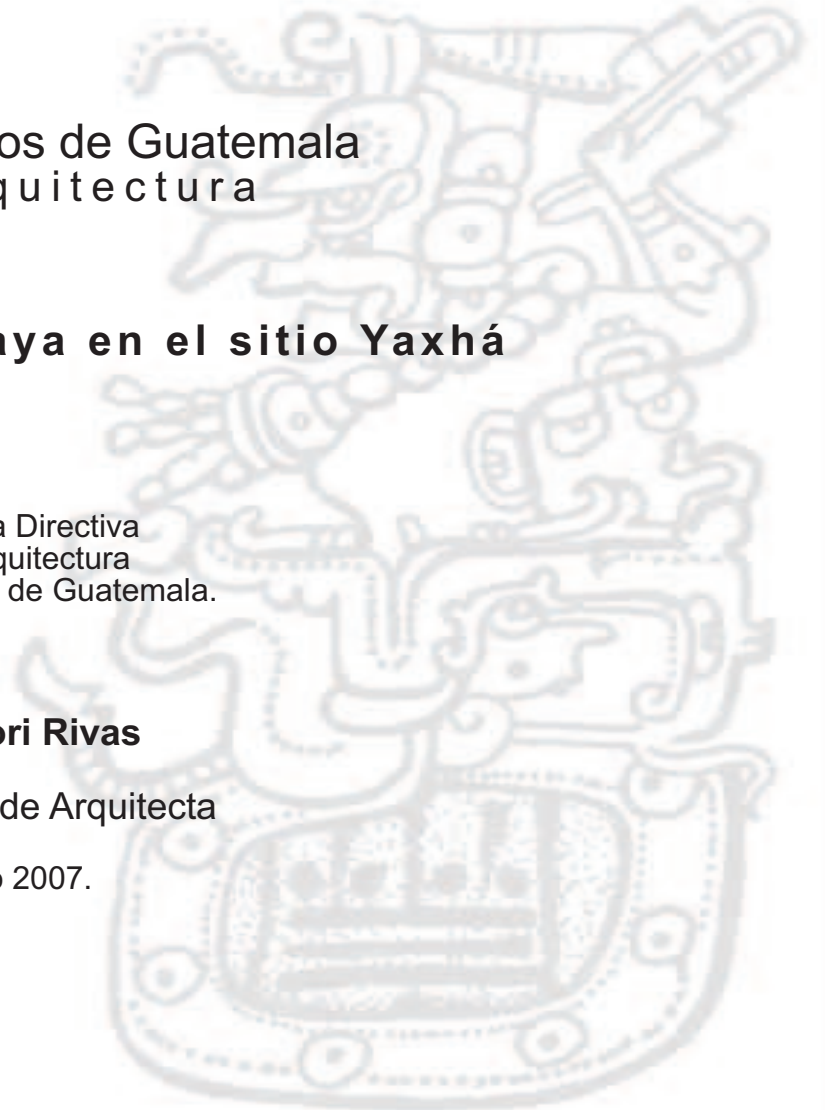 os de Guatemala
quitectura
aya en el sitio Yaxhá
a Directiva
quitectura
de Guatemala.
ori Rivas
de Arquitecta
o 2007.